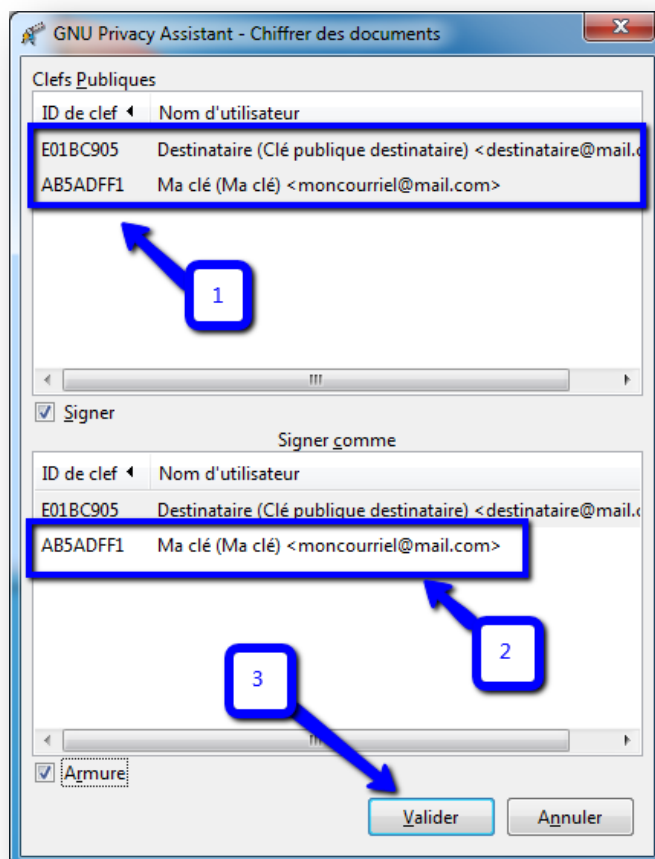 GNU Privacy Assistant - Chiffrer des documents
Clefs Publiques
ID de clef Nom d'utilisateur
E01BC905 Destinataire (Clé publique destinataire) <destinataire@mail.c
AB5ADFF1 Ma clé (Ma clé) <moncourriel@mail.com>
1
Signer
Signer comme
ID de clef Nom d'utilisateur
E01BC905 Destinataire (Clé publique destinataire) <destinataire@mail.c
AB5ADFF1 Ma clé (Ma clé) <moncourriel@mail.com>
2
3
Armure
Valider Annuler